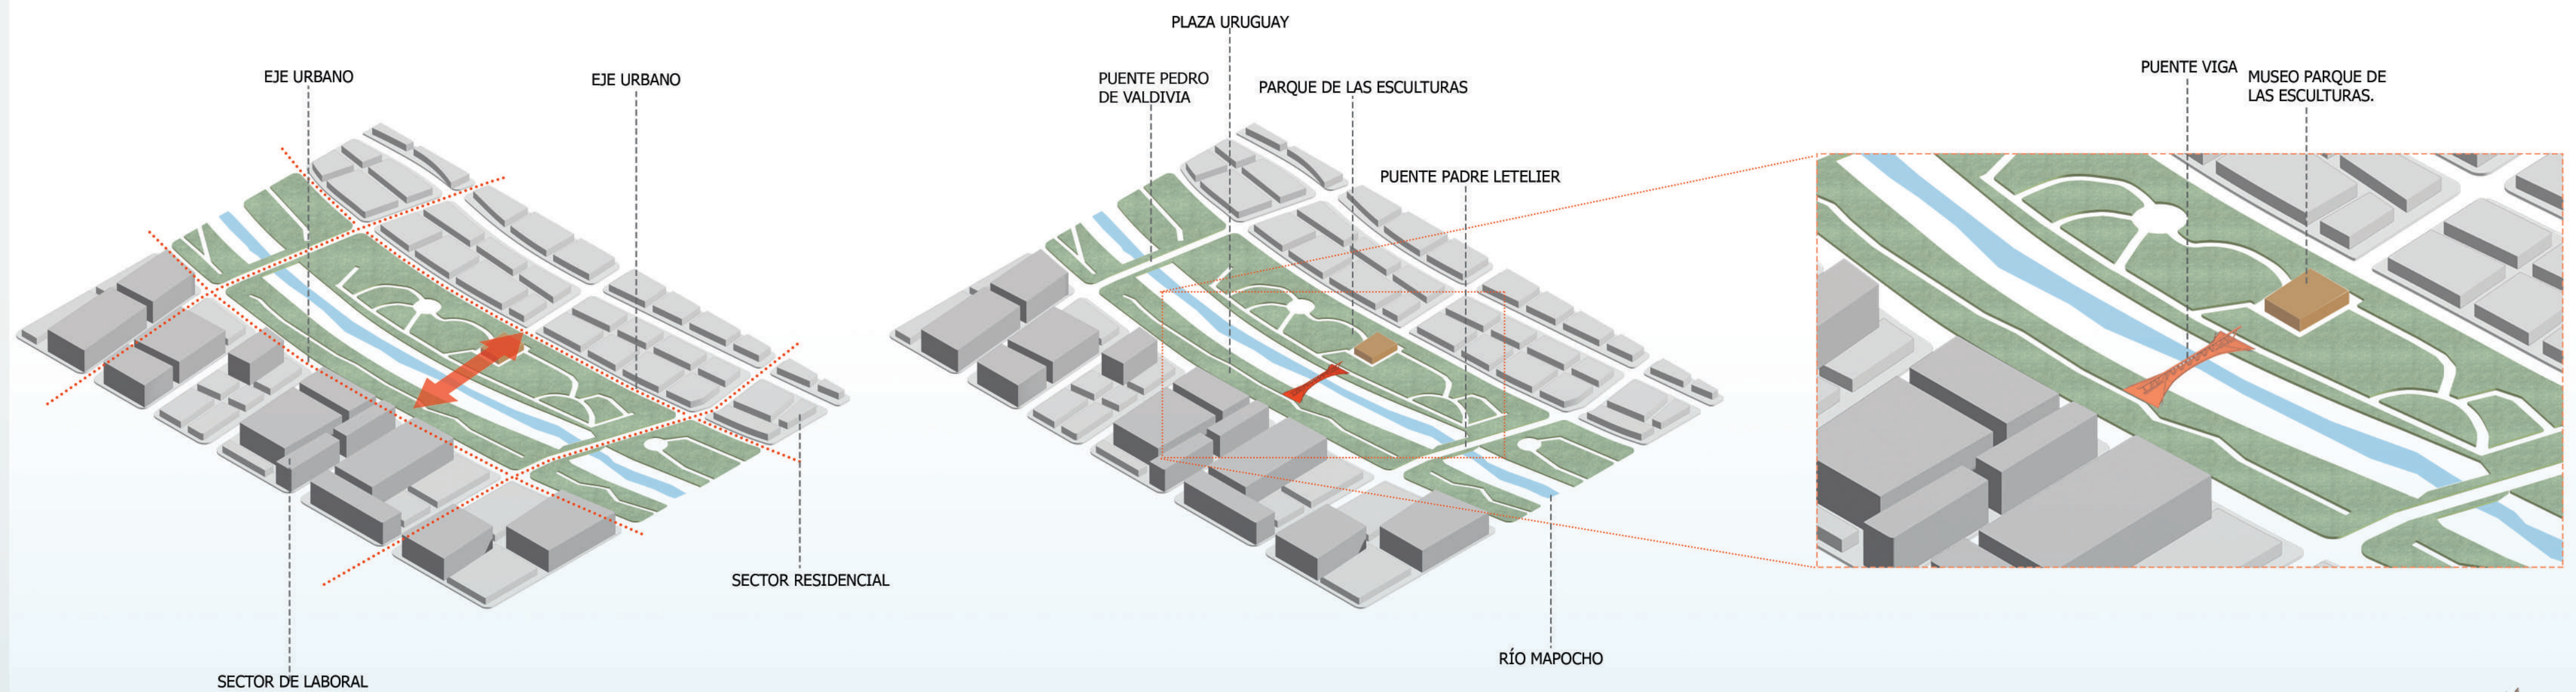 EJE URBANO
EJE URBANO
SECTOR RESIDENCIAL
SECTOR DE LABORAL
PLAZA URUGUAY
PUENTE PEDRO
DE VALDIVIA
PARQUE DE LAS ESCULTURAS
PUENTE PADRE LETELIER
RÍO MAPOCHO
PUENTE VIGA
MUSEO PARQUE DE
LAS ESCULTURAS.